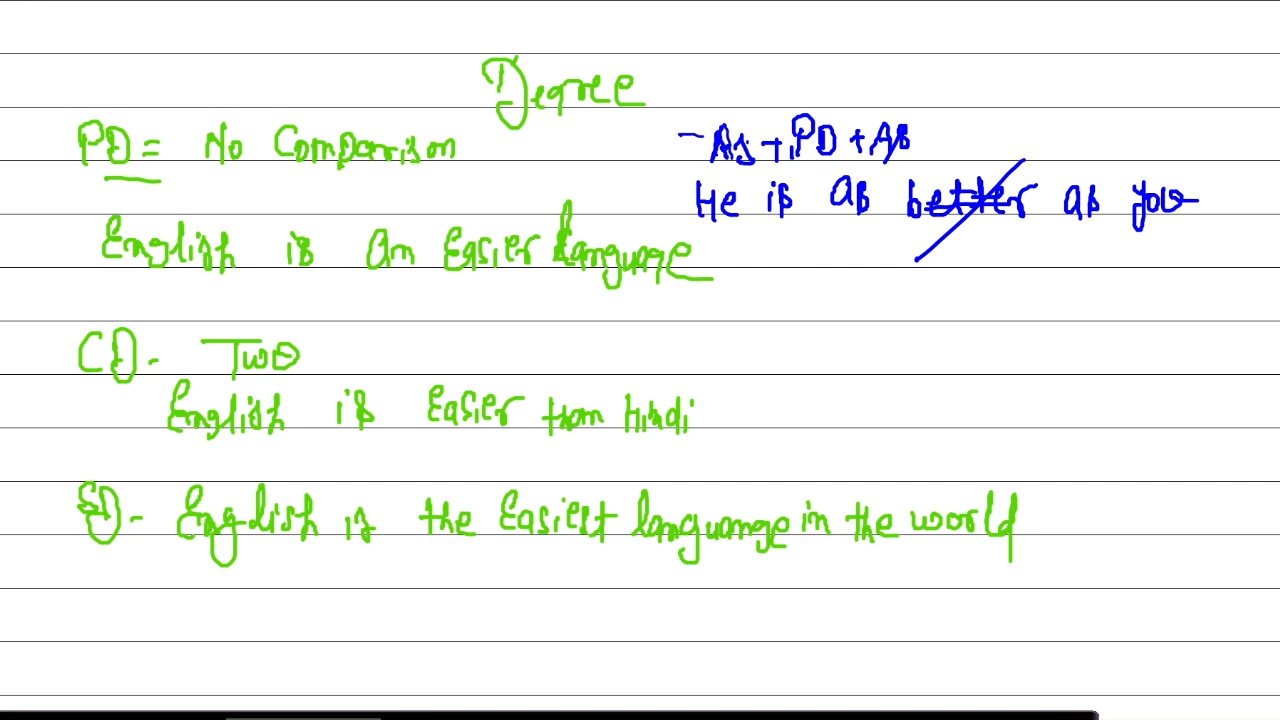 Degree
PD = No Comparison
- As + PD + As
He is as better as you
English is an Easier language
CD - Two
English is Easier than Hindi
SD - English is the Easiest language in the world